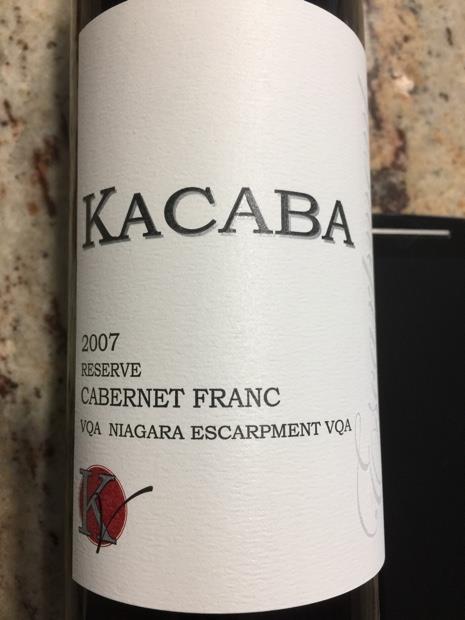 KACABA
2007
RESERVE
CABERNET FRANC
VQA NIAGARA ESCARPMENT VQA
K